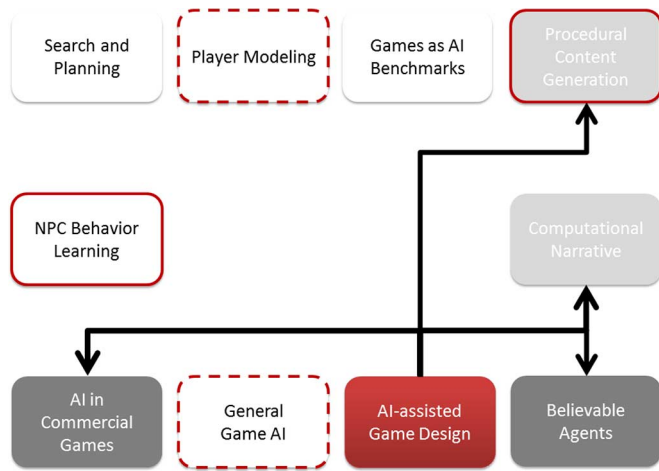 Search and
Planning
Player Modeling
Games as AI
Benchmarks
Procedural
Content
Generation
NPC Behavior
Learning
Computational
Narrative
AI in
Commercial
Games
General
Game AI
AI-assisted
Game Design
Believable
Agents